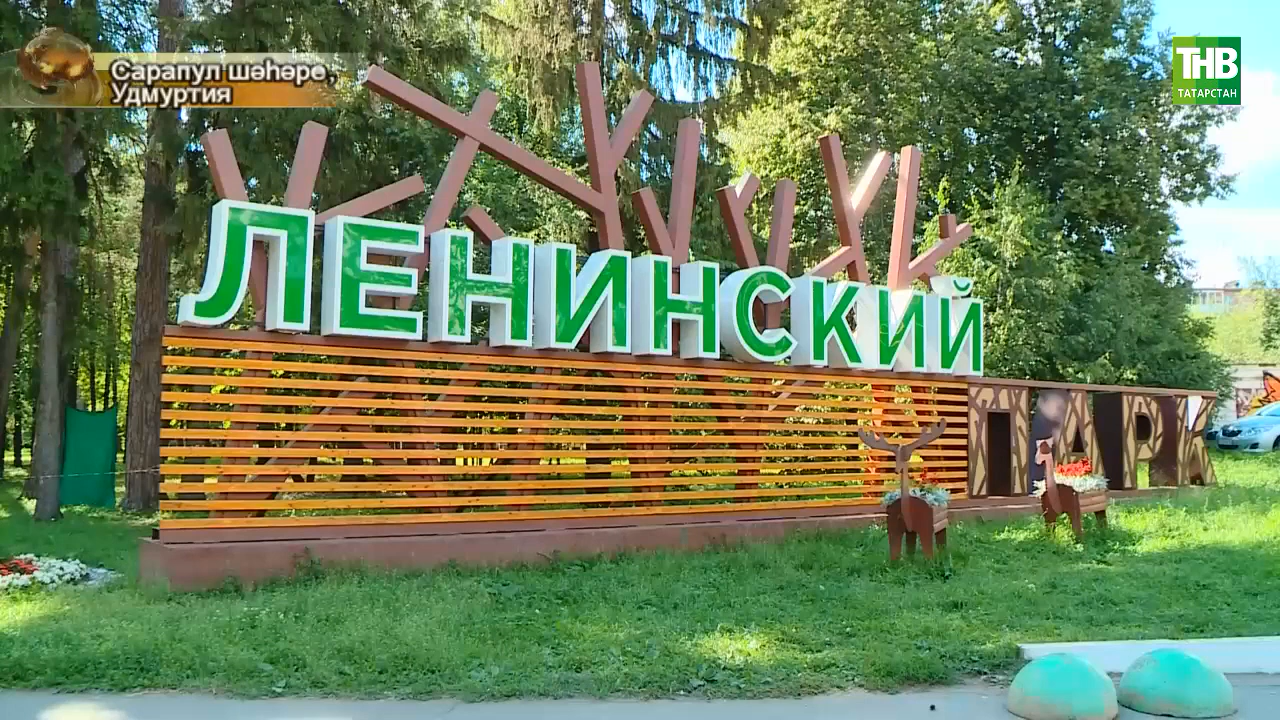 Сарапул шәһәре,
Удмуртия
ТНВ
ТАТАРСТАН
ЛЕНИНСКИЙ
ПАРК